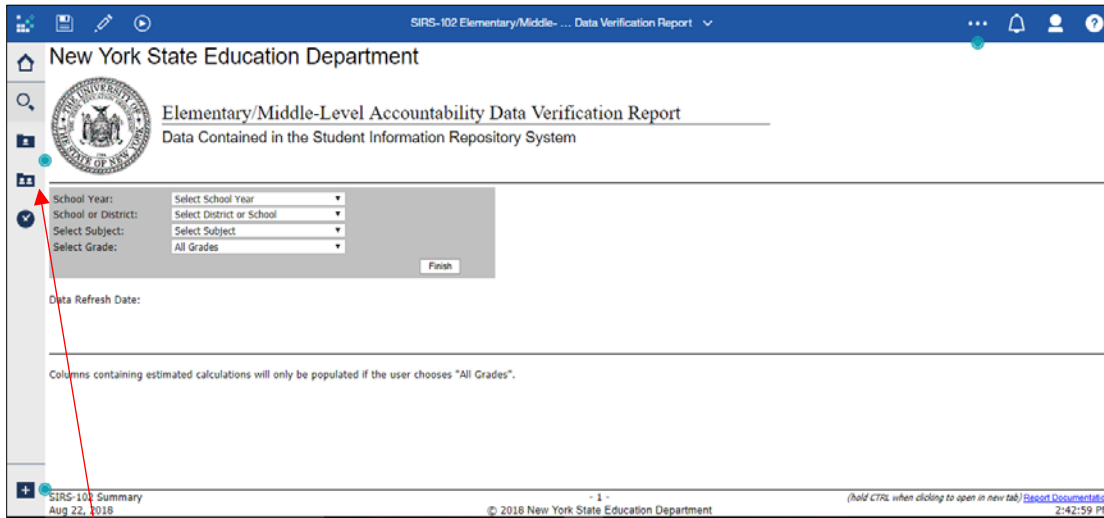 SIRS-102 Elementary/Middle- ... Data Verification Report
New York State Education Department
Elementary/Middle-Level Accountability Data Verification Report
Data Contained in the Student Information Repository System
School Year: Select School Year
School or District: Select District or School
Select Subject: Select Subject
Select Grade: All Grades
Finish
Data Refresh Date:
Columns containing estimated calculations will only be populated if the user chooses "All Grades".
SIRS-102 Summary - 1 - (hold CTRL when clicking to open in new tab) Report Documentatio
Aug 22, 2018 © 2018 New York State Education Department 2:42:59 P